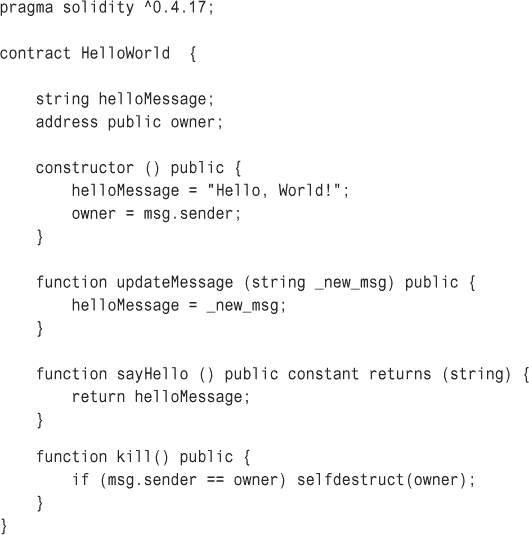 pragma solidity ^0.4.17;

contract HelloWorld  {

    string helloMessage;
    address public owner;

    constructor () public {
        helloMessage = "Hello, World!";
        owner = msg.sender;
    }

    function updateMessage (string _new_msg) public {
        helloMessage = _new_msg;
    }

    function sayHello () public constant returns (string) {
        return helloMessage;
    }

    function kill() public {
        if (msg.sender == owner) selfdestruct(owner);
    }
}